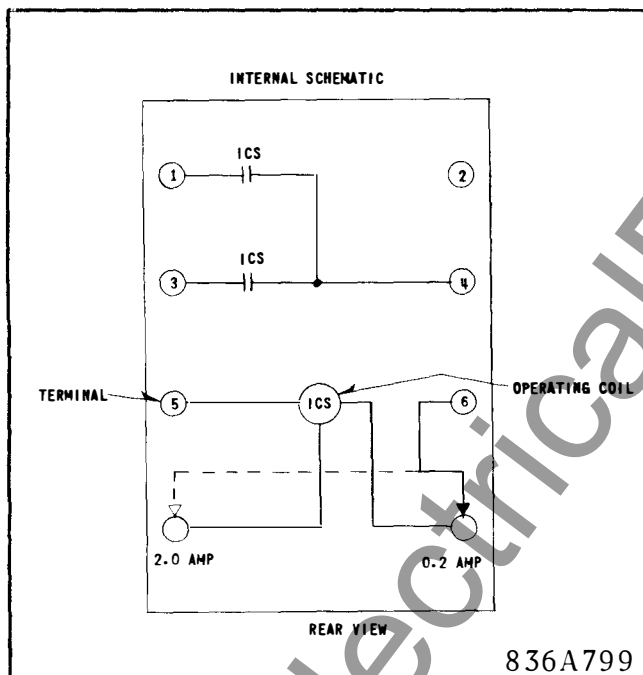 INTERNAL SCHEMATIC
ICS
1
2
ICS
3
4
TERMINAL
5
ICS
6
OPERATING COIL
2.0 AMP
0.2 AMP
REAR VIEW
836A799